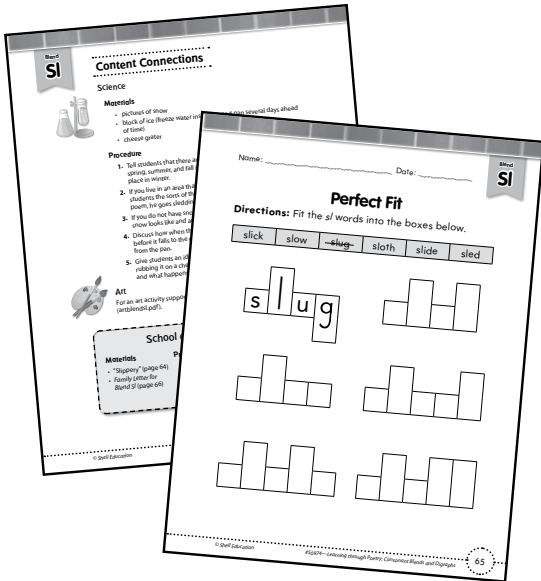 Blend
Sl
Content Connections
Science
Materials
• pictures of snow
• block of ice (freeze water in pan several days ahead
of time)
• cheese grater
Procedure
1- Tell students that there
spring, summer, and fall
place in winter.
2- If you live in an area tha
students the sorts of th
poem, he goes sleddin
3- If you do not have sno
snow looks like and
4- Discuss how when th
before it falls to the
from the pan.
5- Give students an
rubbing it on a
and what happen
Art
For an art activity suppo
(artblendsl.pdf).
School
Materials
• "Slippery" (page 64)
• Family Letter for
Blend Sl (page 66)
© Shell Education
Name: Date:
Blend
Sl
Perfect Fit
Directions: Fit the sl words into the boxes below.
slick slow slug sloth slide sled
s l u g
© Shell Education
#50974—Learning through Poetry: Consonant Blends and Digraphs
65